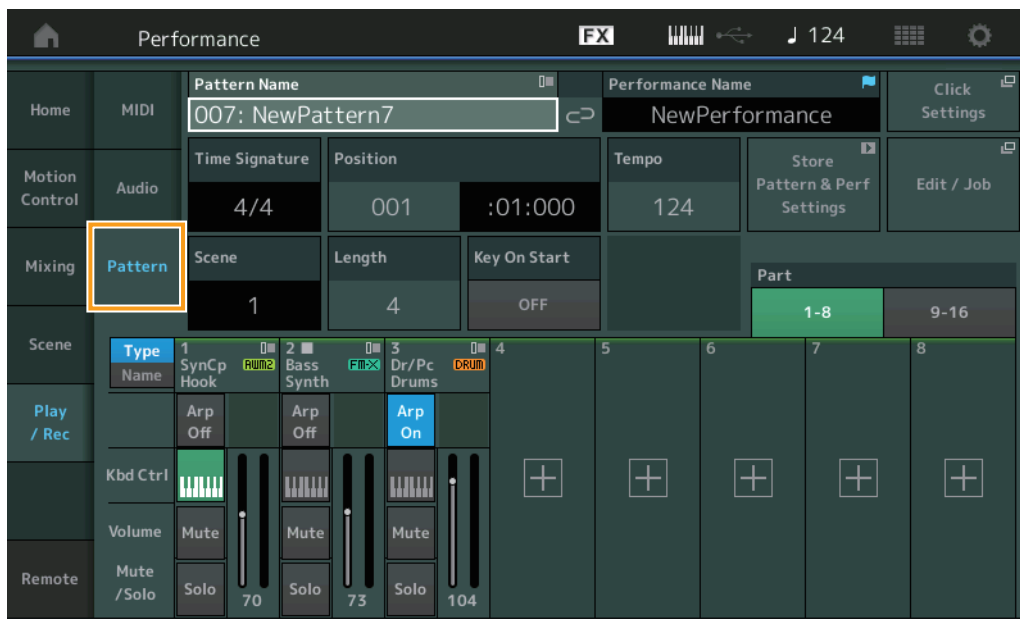 Performance
FX
♩ 124
Home
Motion
Control
Mixing
Scene
Play
/ Rec
Remote
MIDI
Audio
Pattern
Pattern Name
007: NewPattern7
Performance Name
NewPerformance
Click
Settings
Time Signature
4/4
Position
001
:01:000
Tempo
124
Store
Pattern & Perf
Settings
Edit / Job
Scene
1
Length
4
Key On Start
OFF
Part
1-8
9-16
Type
Name
1
SynCp
Hook
AWM2
2
Bass
Synth
FM-X
3
Dr/Pc
Drums
DRUM
4
5
6
7
8
Arp
Off
Arp
Off
Arp
On
Kbd Ctrl
Volume
Mute
Mute
Mute
Mute
/Solo
Solo
70
Solo
73
Solo
104